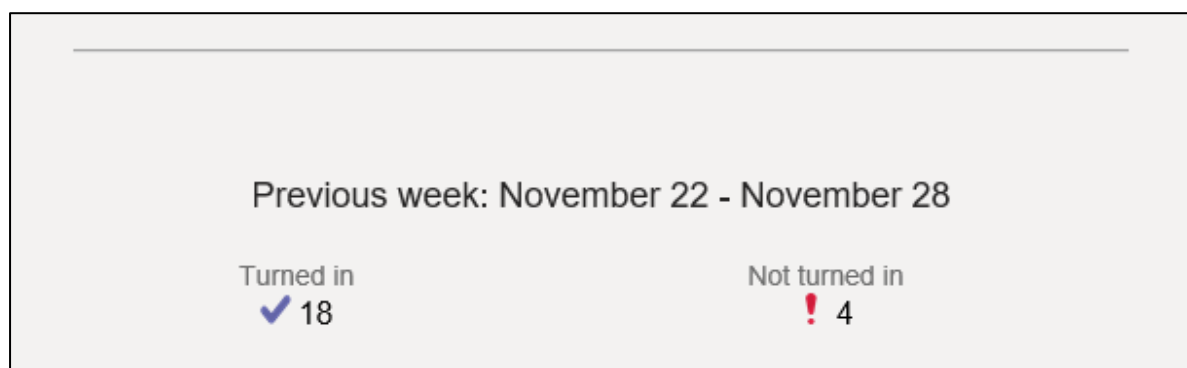 Previous week: November 22 - November 28
Turned in
Not turned in
18
4